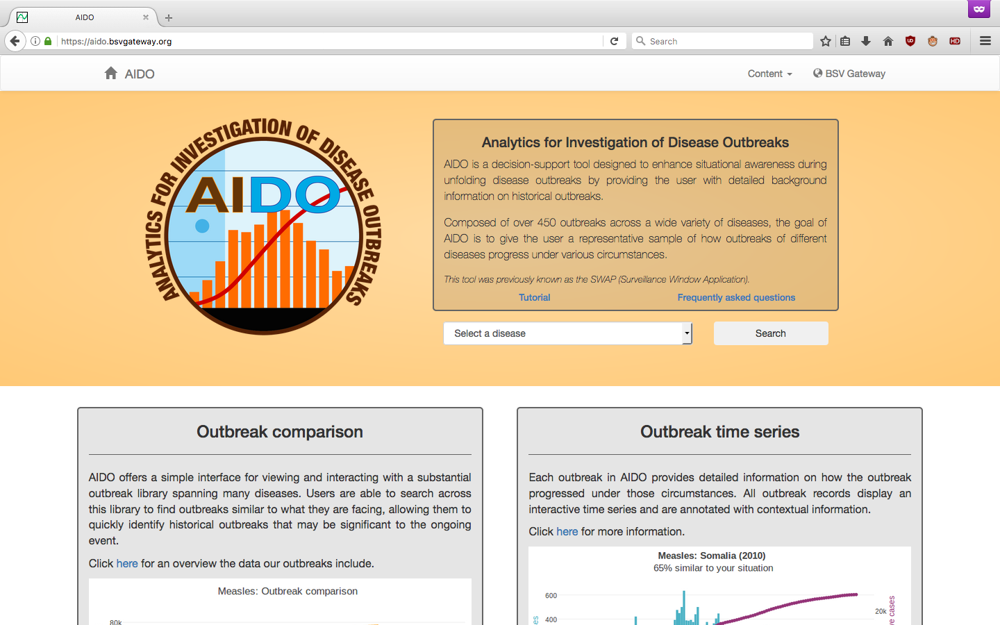 AIDO
https://aido.bsvgateway.org
Search
HD
AIDO
Content
BSV Gateway
ANALYTICS FOR INVESTIGATION OF DISEASE OUTBREAKS
AIDO
Analytics for Investigation of Disease Outbreaks
AIDO is a decision-support tool designed to enhance situational awareness during
unfolding disease outbreaks by providing the user with detailed background
information on historical outbreaks.
Composed of over 450 outbreaks across a wide variety of diseases, the goal of
AIDO is to give the user a representative sample of how outbreaks of different
diseases progress under various circumstances.
This tool was previously known as the SWAP (Surveillance Window Application).
Tutorial
Frequently asked questions
Select a disease
Search
Outbreak comparison
AIDO offers a simple interface for viewing and interacting with a substantial
outbreak library spanning many diseases. Users are able to search across
this library to find outbreaks similar to what they are facing, allowing them to
quickly identify historical outbreaks that may be significant to the ongoing
event.
Click here for an overview the data our outbreaks include.
Measles: Outbreak comparison
80k
Outbreak time series
Each outbreak in AIDO provides detailed information on how the outbreak
progressed under those circumstances. All outbreak records display an
interactive time series and are annotated with contextual information.
Click here for more information.
Measles: Somalia (2010)
65% similar to your situation
600
400
20k
cases